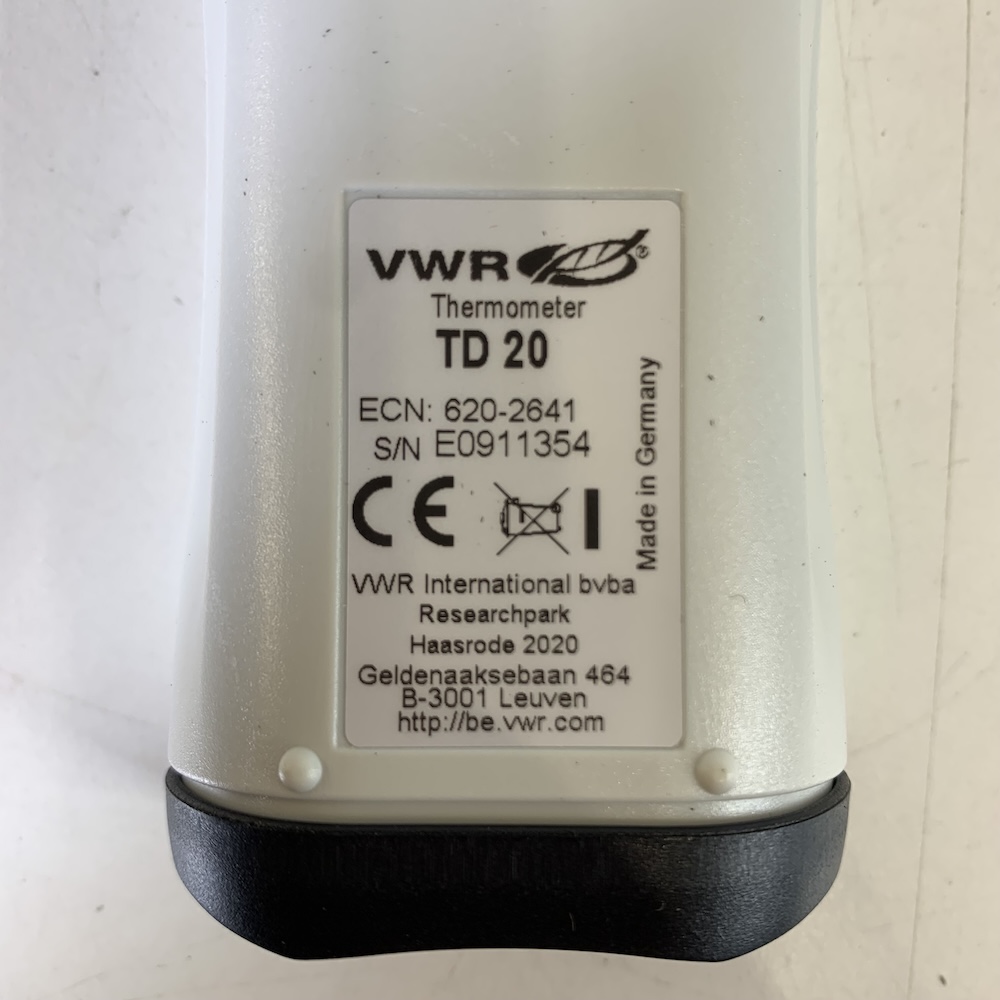 VWR®
Thermometer
TD 20
ECN: 620-2641
S/N E0911354
CE
Made in Germany
VWR International bvba
Researchpark
Haasrode 2020
Geldenaaksebaan 464
B-3001 Leuven
http://be.vwr.com